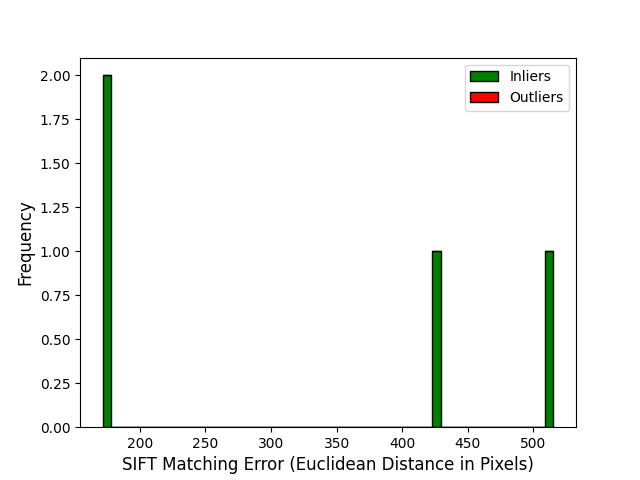 Inliers
Outliers
2.00
1.75
1.50
1.25
1.00
0.75
0.50
0.25
0.00
Frequency
200 250 300 350 400 450 500
SIFT Matching Error (Euclidean Distance in Pixels)